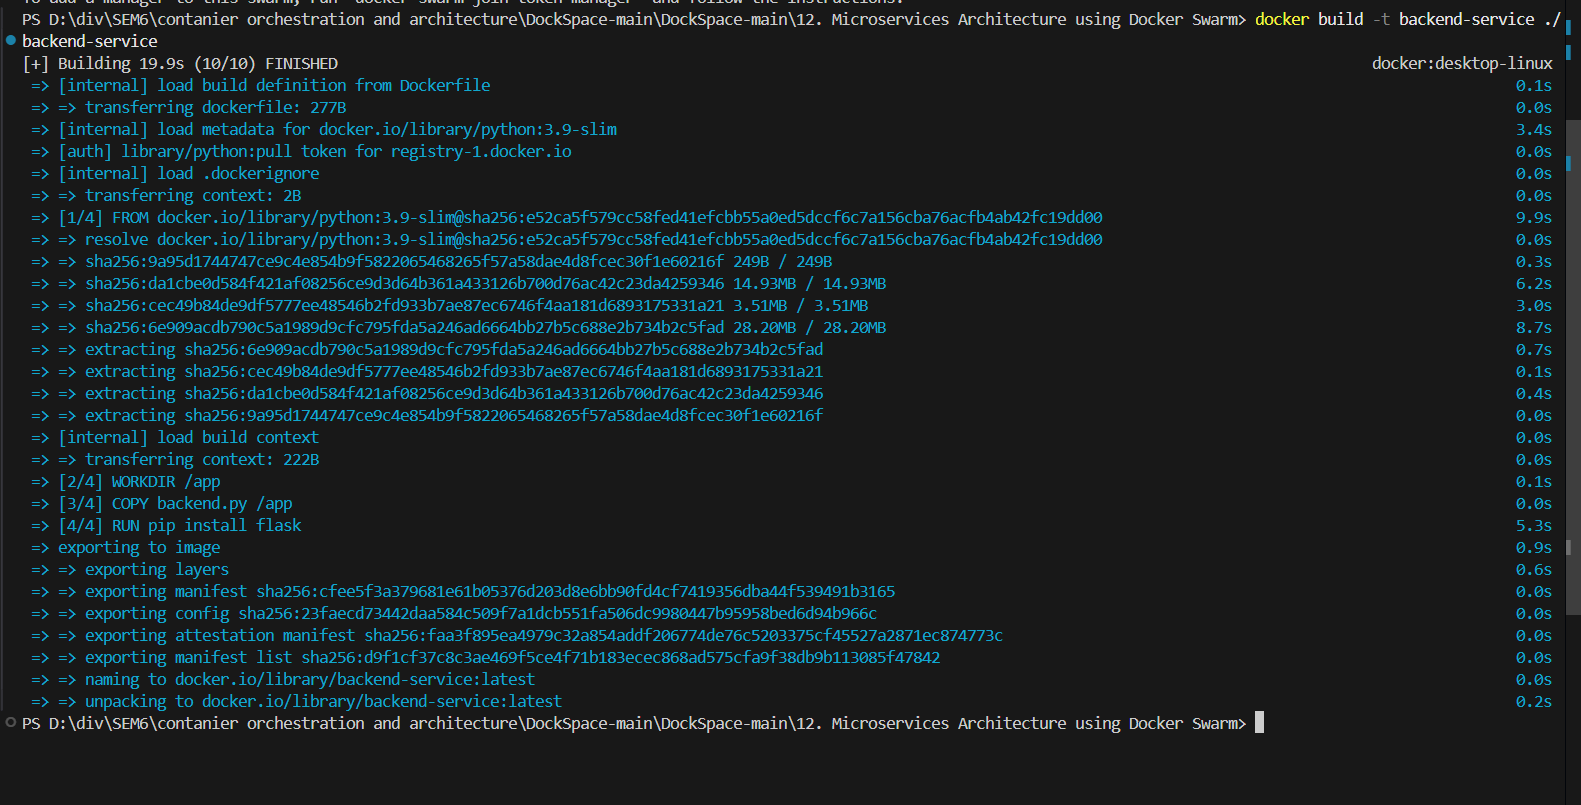 To add a manager to this swarm, run 'docker swarm join-token manager' and follow the instructions.
PS D:\div\SEM6\contanier orchestration and architecture\DockSpace-main\DockSpace-main\12. Microservices Architecture using Docker Swarm> docker build -t backend-service ./
backend-service
[+] Building 19.9s (10/10) FINISHED docker:desktop-linux
=> [internal] load build definition from Dockerfile 0.1s
=> => transferring dockerfile: 277B 0.0s
=> [internal] load metadata for docker.io/library/python:3.9-slim 3.4s
=> [auth] library/python:pull token for registry-1.docker.io 0.0s
=> [internal] load .dockerignore 0.0s
=> => transferring context: 2B 0.0s
=> [1/4] FROM docker.io/library/python:3.9-slim@sha256:e52ca5f579cc58fed41efcbb55a0ed5dccf6c7a156cba76acfb4ab42fc19dd00 9.9s
=> => resolve docker.io/library/python:3.9-slim@sha256:e52ca5f579cc58fed41efcbb55a0ed5dccf6c7a156cba76acfb4ab42fc19dd00 0.0s
=> => sha256:9a95d1744747ce9c4e854b9f5822065468265f57a58dae4d8fcec30f1e60216f 249B / 249B 0.3s
=> => sha256:da1cbe0d584f421af08256ce9d3d64b361a433126b700d76ac42c23da4259346 14.93MB / 14.93MB 6.2s
=> => sha256:cec49b84de9df5777ee48546b2fd933b7ae87ec6746f4aa181d6893175331a21 3.51MB / 3.51MB 3.0s
=> => sha256:6e909acdb790c5a1989d9cfc795fda5a246ad6664bb27b5c688e2b734b2c5fad 28.20MB / 28.20MB 8.7s
=> => extracting sha256:6e909acdb790c5a1989d9cfc795fda5a246ad6664bb27b5c688e2b734b2c5fad 0.7s
=> => extracting sha256:cec49b84de9df5777ee48546b2fd933b7ae87ec6746f4aa181d6893175331a21 0.1s
=> => extracting sha256:da1cbe0d584f421af08256ce9d3d64b361a433126b700d76ac42c23da4259346 0.4s
=> => extracting sha256:9a95d1744747ce9c4e854b9f5822065468265f57a58dae4d8fcec30f1e60216f 0.0s
=> [internal] load build context 0.0s
=> => transferring context: 222B 0.0s
=> [2/4] WORKDIR /app 0.1s
=> [3/4] COPY backend.py /app 0.0s
=> [4/4] RUN pip install flask 5.3s
=> exporting to image 0.9s
=> => exporting layers 0.6s
=> => exporting manifest sha256:cfee5f3a379681e61b05376d203d8e6bb90fd4cf7419356dba44f539491b3165 0.0s
=> => exporting config sha256:23faecd73442daa584c509f7a1dcb551fa506dc9980447b95958bed6d94b966c 0.0s
=> => exporting attestation manifest sha256:faa3f895ea4979c32a854addf206774de76c5203375cf45527a2871ec874773c 0.0s
=> => exporting manifest list sha256:d9f1cf37c8c3ae469f5ce4f71b183ecec868ad575cfa9f38db9b113085f47842 0.0s
=> => naming to docker.io/library/backend-service:latest 0.0s
=> => unpacking to docker.io/library/backend-service:latest 0.2s
PS D:\div\SEM6\contanier orchestration and architecture\DockSpace-main\DockSpace-main\12. Microservices Architecture using Docker Swarm>